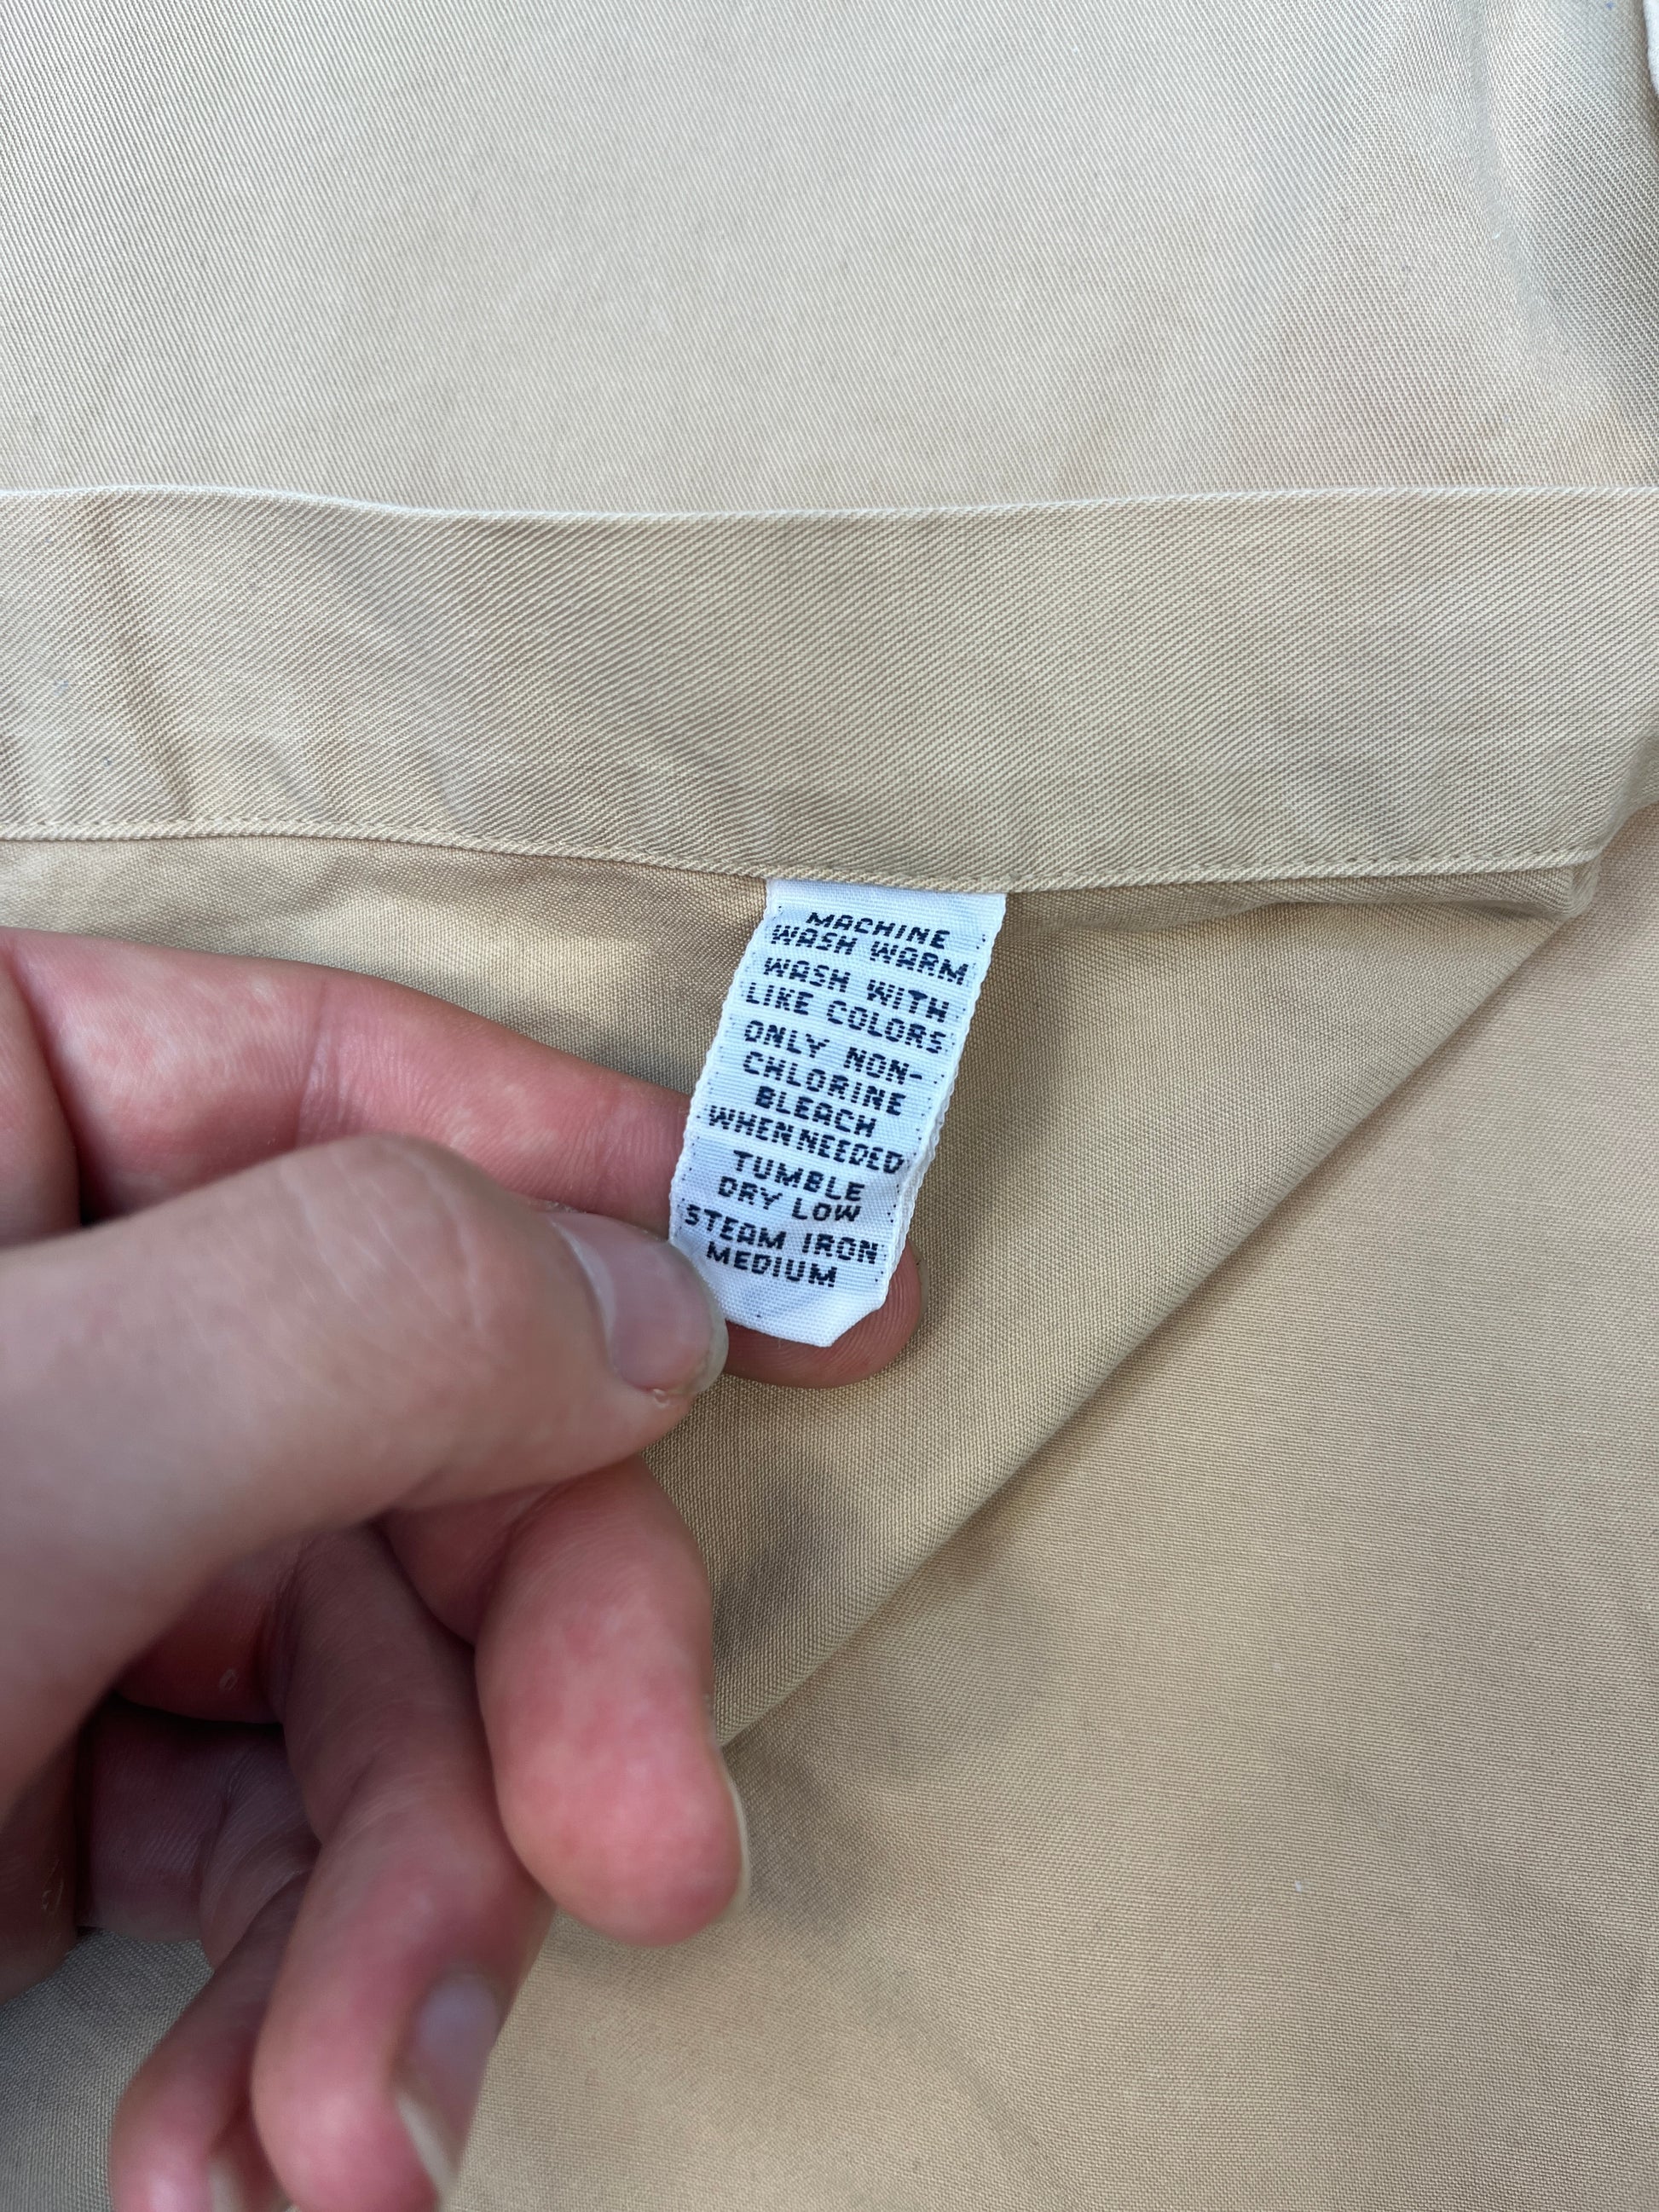 MACHINE
WASH WARM
WASH WITH
LIKE COLORS
ONLY NON-
CHLORINE
BLEACH
WHEN NEEDED
TUMBLE
DRY LOW
STEAM IRON
MEDIUM